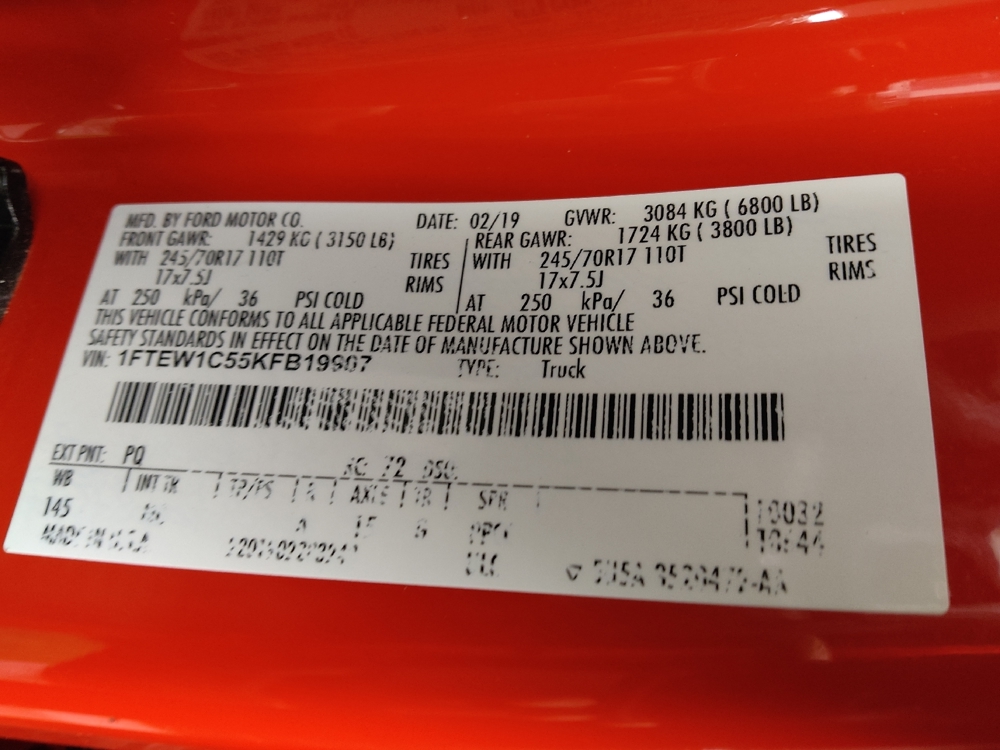 MFD. BY FORD MOTOR CO. DATE: 02/19 GVWR: 3084 KG ( 6800 LB)
FRONT GAWR: 1429 KG ( 3150 LB) REAR GAWR: 1724 KG ( 3800 LB)
WITH 245/70R17 110T TIRES WITH 245/70R17 110T TIRES
17x7.5J RIMS 17x7.5J RIMS
AT 250 kPa/ 36 PSI COLD AT 250 kPa/ 36 PSI COLD
THIS VEHICLE CONFORMS TO ALL APPLICABLE FEDERAL MOTOR VEHICLE
SAFETY STANDARDS IN EFFECT ON THE DATE OF MANUFACTURE SHOWN ABOVE.
VIN: TYPE: Truck
EXT PNT: PQ
WB INT TR TP/PS R AXLE TR SPR
145
MADE IN U.S.A.